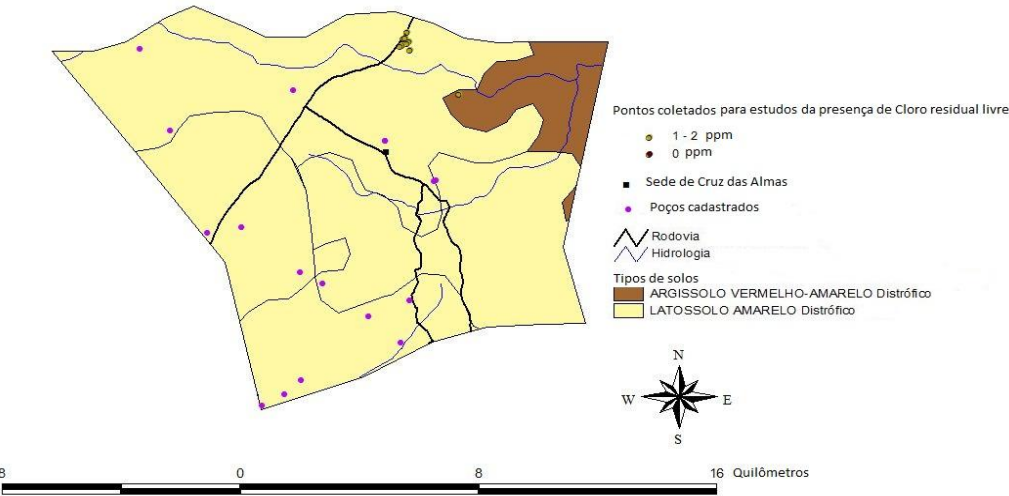 Pontos coletados para estudos da presença de Cloro residual livre
1 - 2 ppm
0 ppm
Sede de Cruz das Almas
Poços cadastrados
Rodovia
Hidrologia
Tipos de solos
ARGISSOLO VERMELHO-AMARELO Distrófico
LATOSSOLO AMARELO Distrófico
N
W E
S
8 0 8 16 Quilômetros